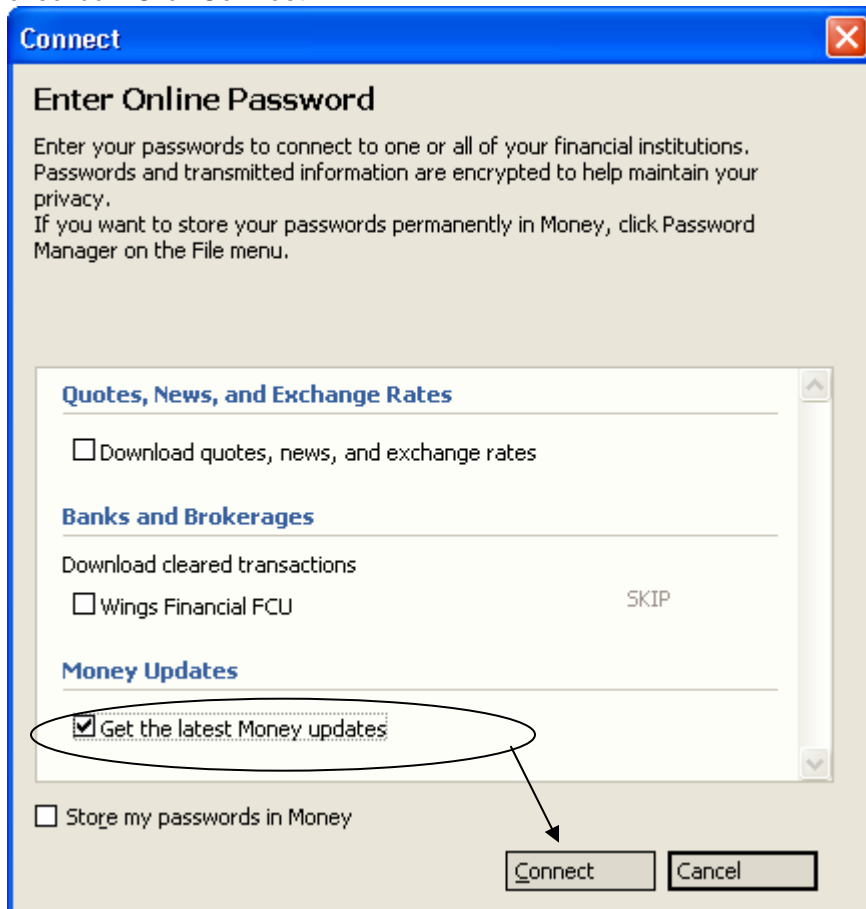 Connect
Enter Online Password
Enter your passwords to connect to one or all of your financial institutions.
Passwords and transmitted information are encrypted to help maintain your
privacy.
If you want to store your passwords permanently in Money, click Password
Manager on the File menu.
Quotes, News, and Exchange Rates
Download quotes, news, and exchange rates
Banks and Brokerages
Download cleared transactions
Wings Financial FCU SKIP
Money Updates
Get the latest Money updates
Store my passwords in Money
Connect Cancel